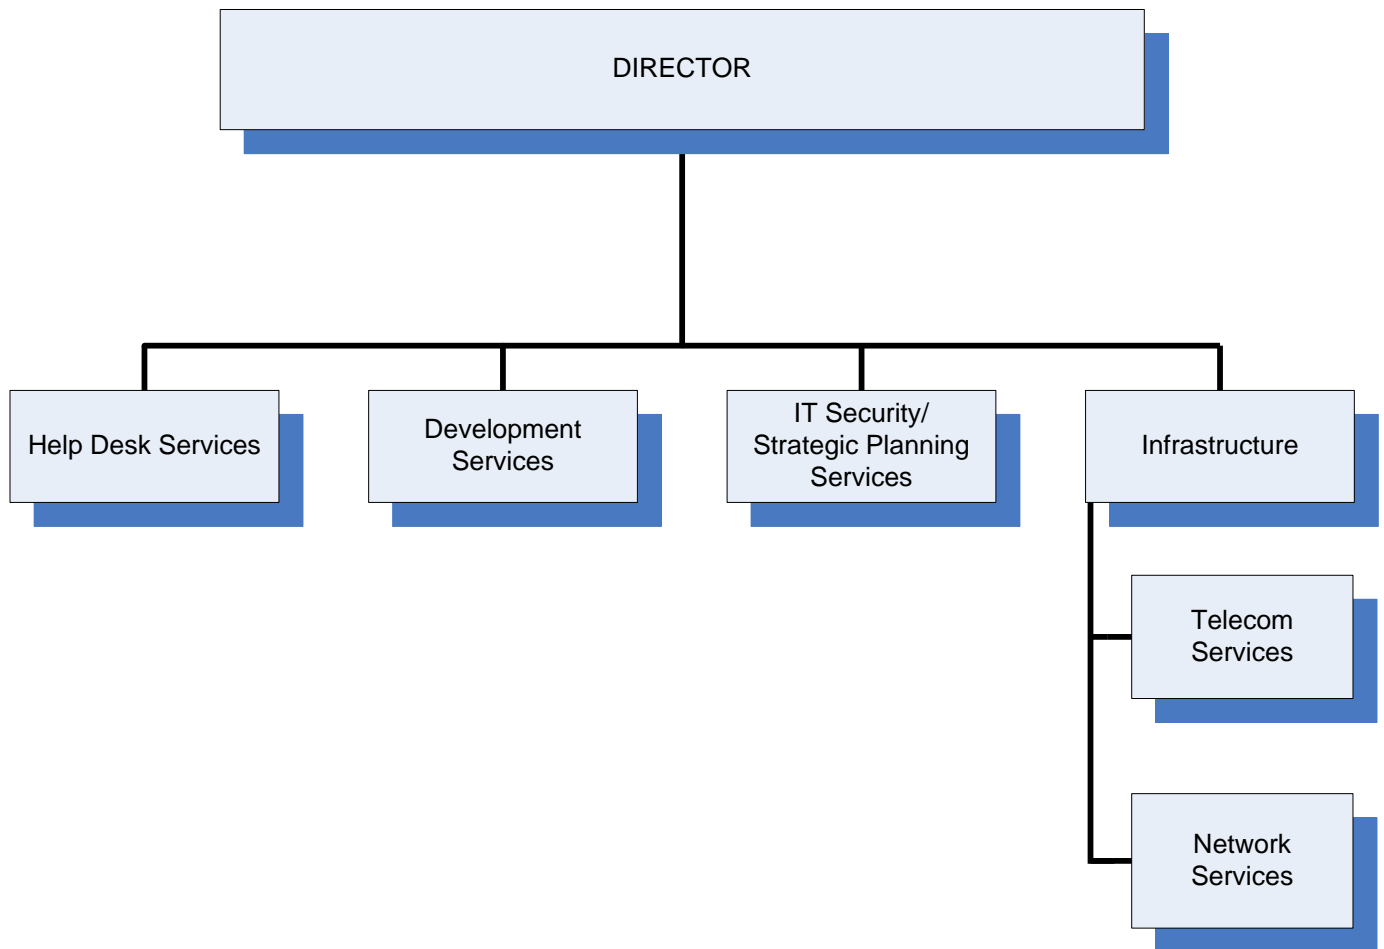 DIRECTOR
Help Desk Services
Development
Services
IT Security/
Strategic Planning
Services
Infrastructure
Telecom
Services
Network
Services